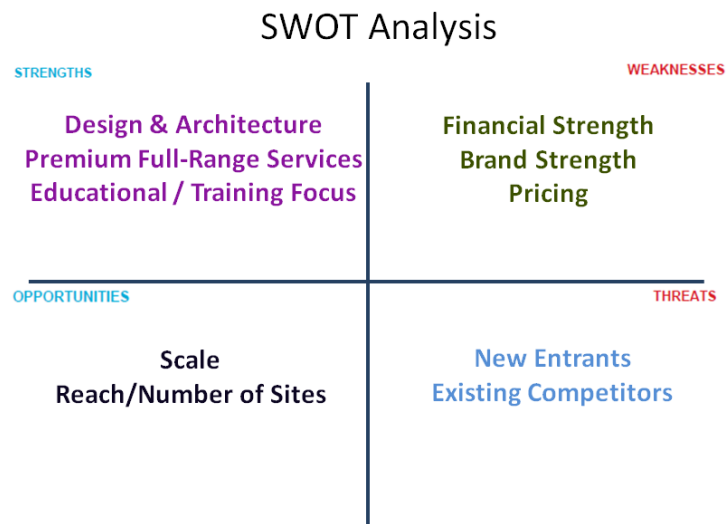 SWOT Analysis
STRENGTHS
WEAKNESSES
Design & Architecture
Premium Full-Range Services
Educational / Training Focus
Financial Strength
Brand Strength
Pricing
OPPORTUNITIES
THREATS
Scale
Reach/Number of Sites
New Entrants
Existing Competitors